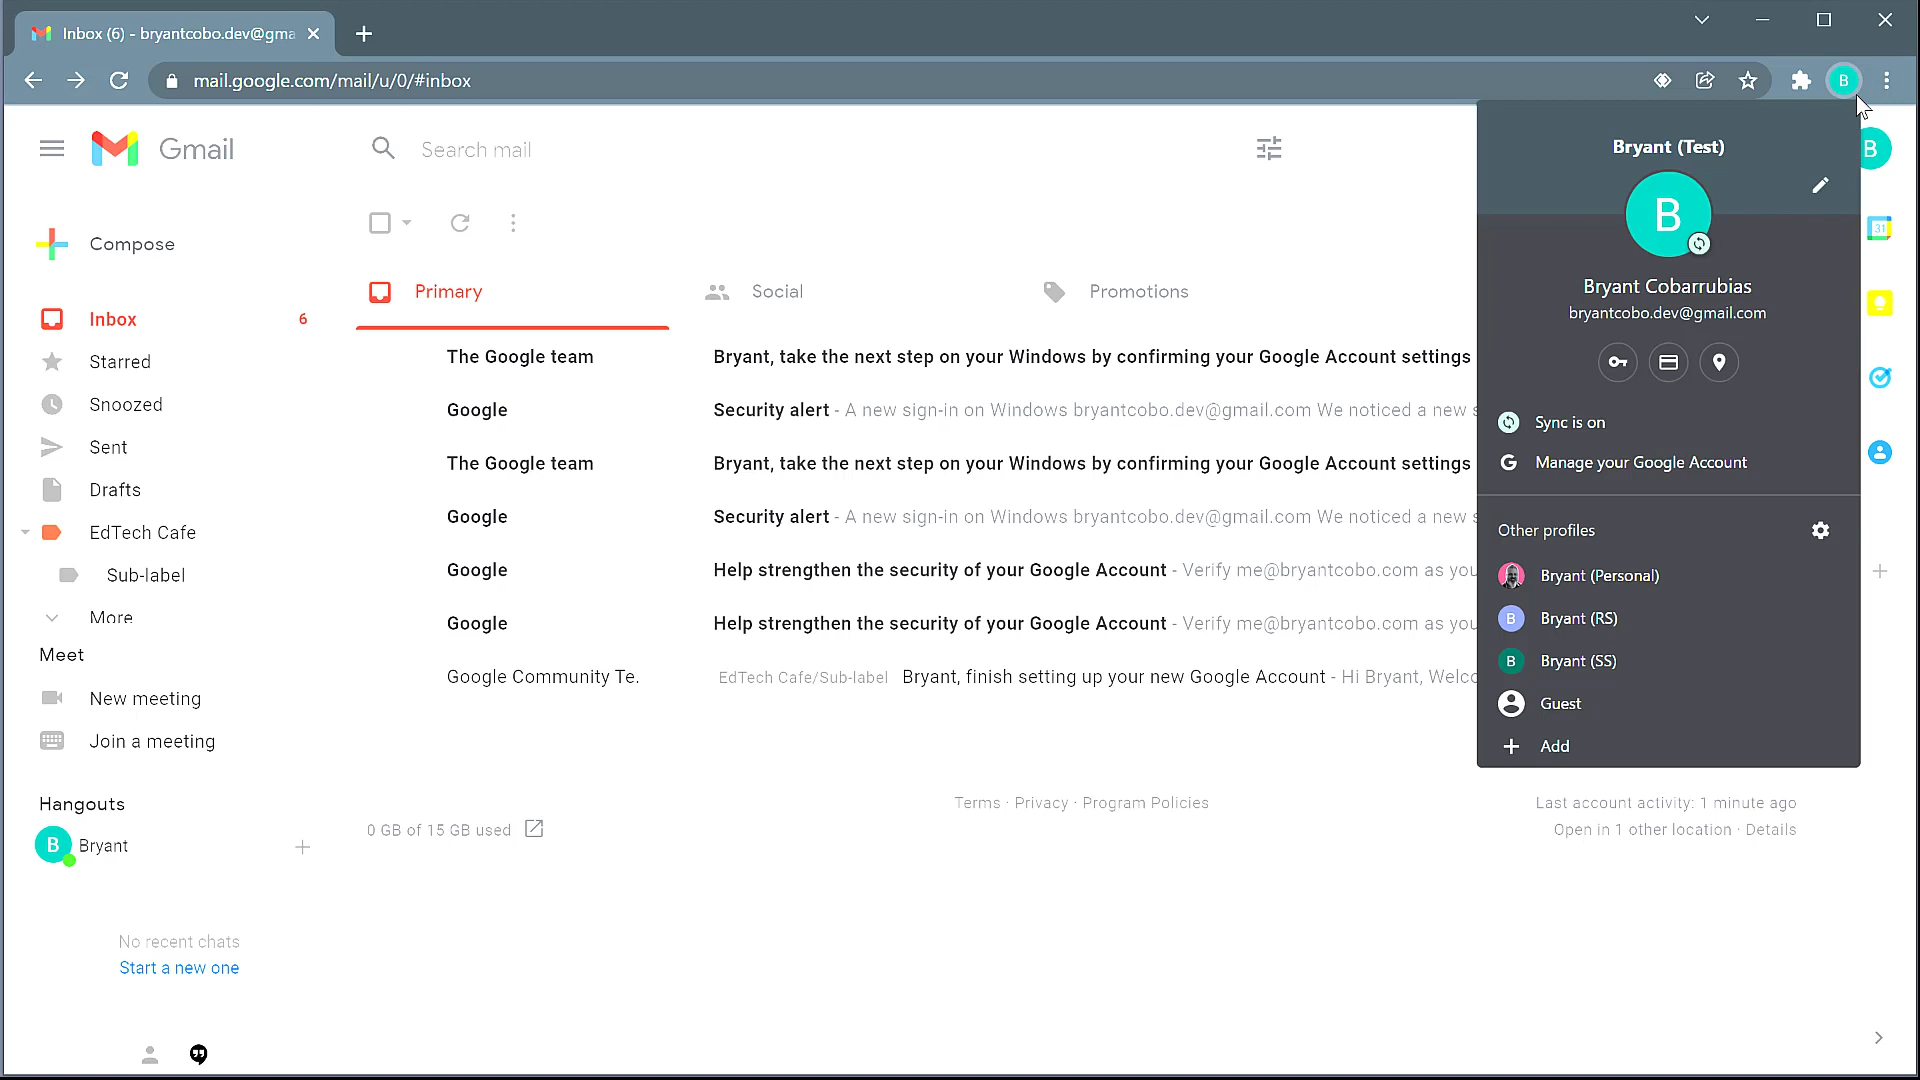 Inbox (6) - bryantcobo.dev@gma
mail.google.com/mail/u/0/#inbox
B
Gmail
Search mail
B
Compose
Primary
Social
Promotions
Inbox 6
Starred
Snoozed
Sent
Drafts
EdTech Cafe
Sub-label
More
Meet
New meeting
Join a meeting
Hangouts
B Bryant
No recent chats
Start a new one
The Google team Bryant, take the next step on your Windows by confirming your Google Account settings
Google Security alert - A new sign-in on Windows bryantcobo.dev@gmail.com We noticed a new s
The Google team Bryant, take the next step on your Windows by confirming your Google Account settings
Google Security alert - A new sign-in on Windows bryantcobo.dev@gmail.com We noticed a new s
Google Help strengthen the security of your Google Account - Verify me@bryantcobo.com as you
Google Help strengthen the security of your Google Account - Verify me@bryantcobo.com as you
Google Community Te. EdTech Cafe/Sub-label Bryant, finish setting up your new Google Account - Hi Bryant, Welco
Terms · Privacy · Program Policies
0 GB of 15 GB used
Last account activity: 1 minute ago
Open in 1 other location · Details
Bryant (Test)
B
Bryant Cobarrubias
bryantcobo.dev@gmail.com
Sync is on
G Manage your Google Account
Other profiles
Bryant (Personal)
B Bryant (RS)
B Bryant (SS)
Guest
Add
31